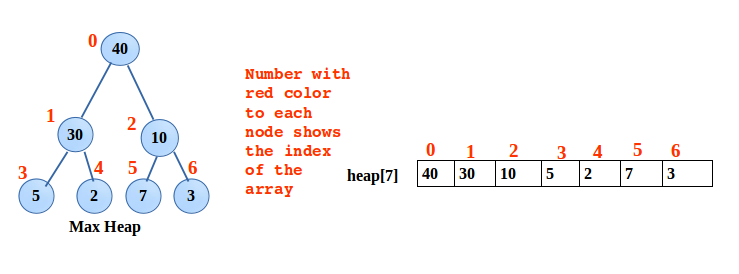 0
40
1
30
2
10
3
5
4
2
5
7
6
3
Max Heap
Number with
red color
to each
node shows
the index
of the
array
0 1 2 3 4 5 6
heap[7] 40 30 10 5 2 7 3